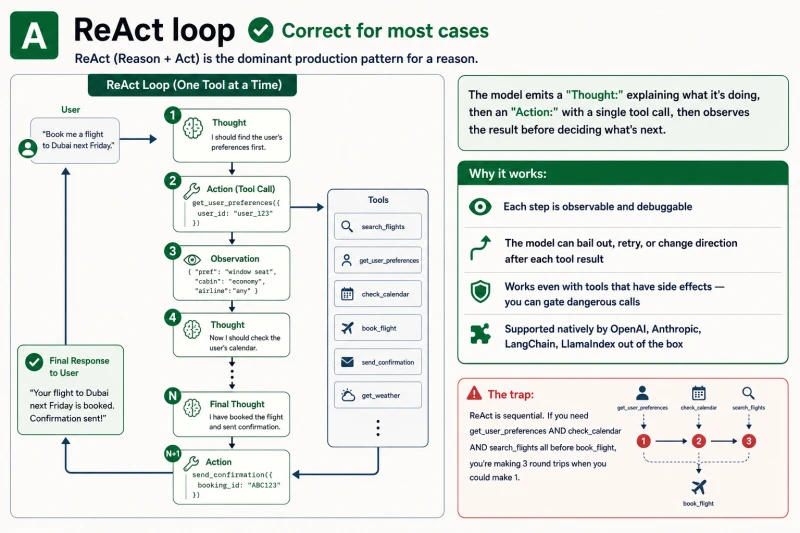 A
ReAct loop
Correct for most cases
ReAct (Reason + Act) is the dominant production pattern for a reason.
ReAct Loop (One Tool at a Time)
User
"Book me a flight
to Dubai next Friday."
1
Thought
I should find the user's
preferences first.
2
Action (Tool Call)
get_user_preferences({
user_id: "user_123"
})
3
Observation
{ "pref": "window seat",
"cabin": "economy",
"airline":"any" }
4
Thought
Now I should check the
user's calendar.
N
Final Thought
I have booked the flight
and sent confirmation.
N+1
Action
send_confirmation({
booking_id: "ABC123"
})
Final Response
to User
"Your flight to Dubai
next Friday is booked.
Confirmation sent!"
Tools
search_flights
get_user_preferences
check_calendar
book_flight
send_confirmation
get_weather
The model emits a "Thought:" explaining what it's doing,
then an "Action:" with a single tool call, then observes
the result before deciding what's next.
Why it works:
Each step is observable and debuggable
The model can bail out, retry, or change direction
after each tool result
Works even with tools that have side effects —
you can gate dangerous calls
Supported natively by OpenAI, Anthropic,
LangChain, LlamaIndex out of the box
The trap:
ReAct is sequential. If you need
get_user_preferences AND check_calendar
AND search_flights all before book_flight,
you're making 3 round trips when you
could make 1.
get_user_preferences
check_calendar
search_flights
1
2
3
book_flight